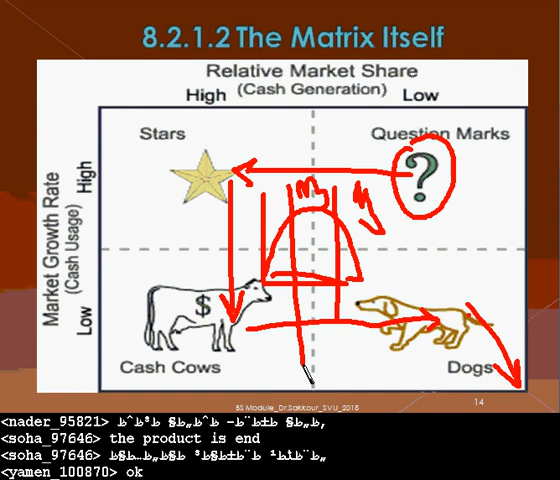 8.2.1.2 The Matrix Itself
Relative Market Share
High (Cash Generation) Low
Stars
Question Marks
?
High
Market Growth Rate
(Cash Usage)
Low
$
Cash Cows
Dogs
BS Module_Dr.Sakkour_SVU_2018
14
<nader_95821>
<soha_97646> the product is end
<soha_97646>
<yamen_100870> ok